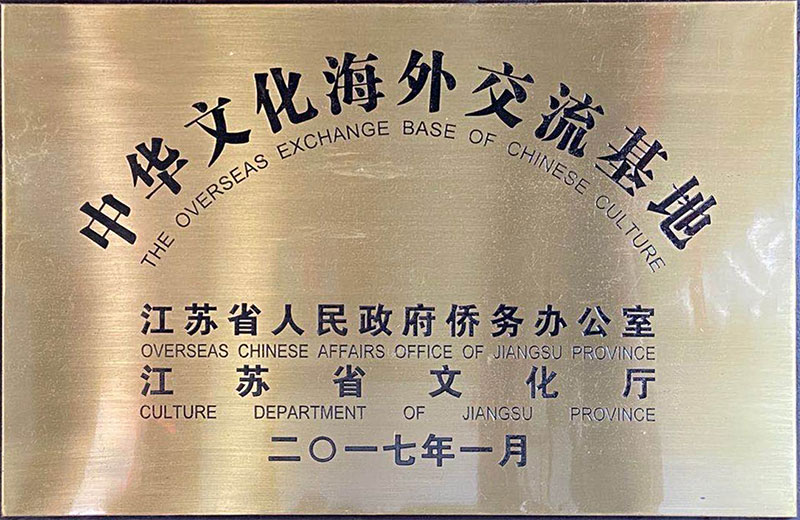 中华文化海外交流基地
THE OVERSEAS EXCHANGE BASE OF CHINESE CULTURE
江苏省人民政府侨务办公室
OVERSEAS CHINESE AFFAIRS OFFICE OF JIANGSU PROVINCE
江苏省文化厅
CULTURE DEPARTMENT OF JIANGSU PROVINCE
二〇一七年一月